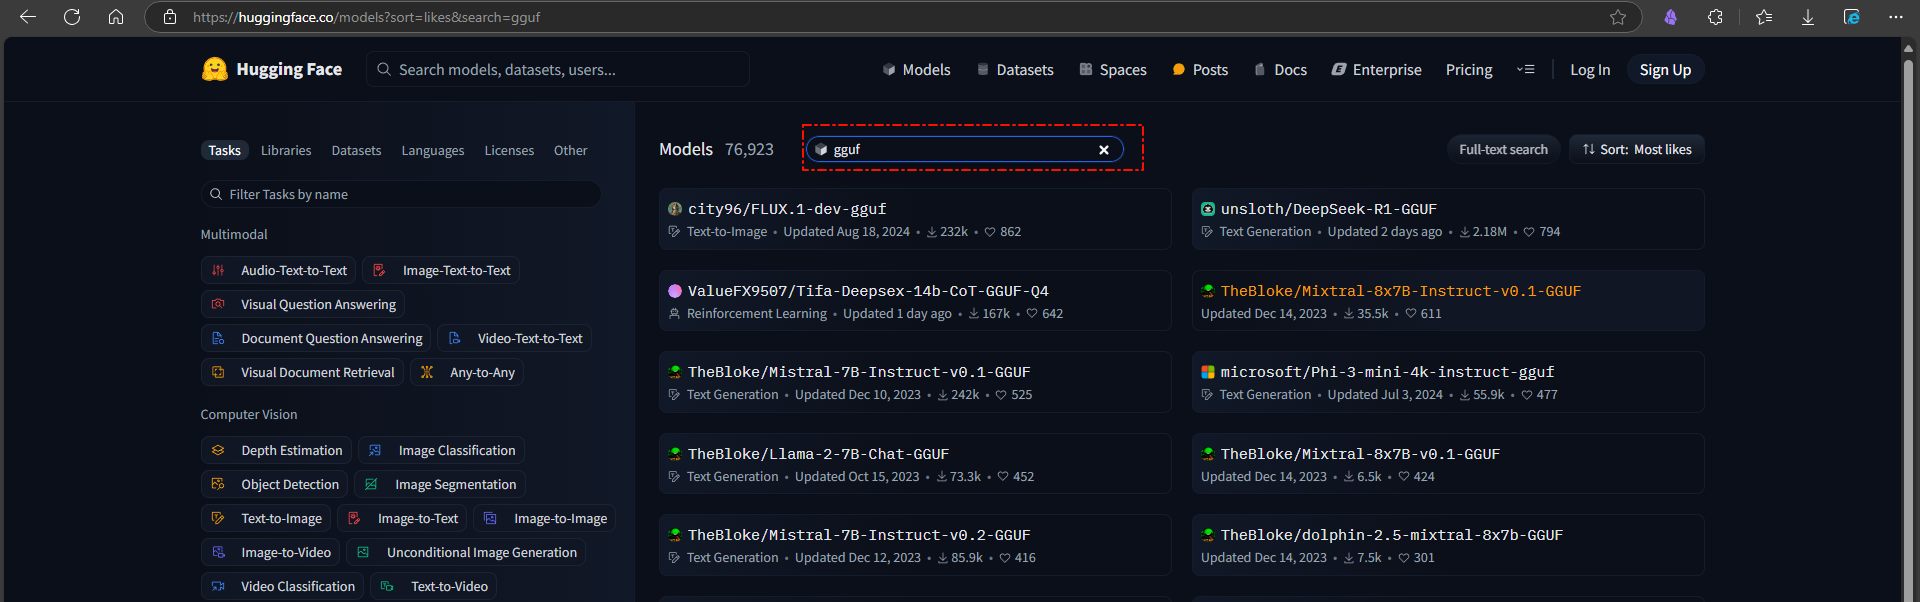 https://huggingface.co/models?sort=likes&search=gguf
Hugging Face
Search models, datasets, users...
Models
Datasets
Spaces
Posts
Docs
Enterprise
Pricing
Log In
Sign Up
Tasks
Libraries
Datasets
Languages
Licenses
Other
Filter Tasks by name
Multimodal
Audio-Text-to-Text
Image-Text-to-Text
Visual Question Answering
Document Question Answering
Video-Text-to-Text
Visual Document Retrieval
Any-to-Any
Computer Vision
Depth Estimation
Image Classification
Object Detection
Image Segmentation
Text-to-Image
Image-to-Text
Image-to-Image
Image-to-Video
Unconditional Image Generation
Video Classification
Text-to-Video
Models 76,923
gguf
Full-text search
Sort: Most likes
city96/FLUX.1-dev-gguf
Text-to-Image • Updated Aug 18, 2024 • 232k • 862
unsloth/DeepSeek-R1-GGUF
Text Generation • Updated 2 days ago • 2.18M • 794
ValueFX9507/Tifa-Deepsex-14b-CoT-GGUF-Q4
Reinforcement Learning • Updated 1 day ago • 167k • 642
TheBloke/Mixtral-8x7B-Instruct-v0.1-GGUF
Updated Dec 14, 2023 • 35.5k • 611
TheBloke/Mistral-7B-Instruct-v0.1-GGUF
Text Generation • Updated Dec 10, 2023 • 242k • 525
microsoft/Phi-3-mini-4k-instruct-gguf
Text Generation • Updated Jul 3, 2024 • 55.9k • 477
TheBloke/Llama-2-7B-Chat-GGUF
Text Generation • Updated Oct 15, 2023 • 73.3k • 452
TheBloke/Mixtral-8x7B-v0.1-GGUF
Updated Dec 14, 2023 • 6.5k • 424
TheBloke/Mistral-7B-Instruct-v0.2-GGUF
Text Generation • Updated Dec 12, 2023 • 85.9k • 416
TheBloke/dolphin-2.5-mixtral-8x7b-GGUF
Updated Dec 14, 2023 • 7.5k • 301